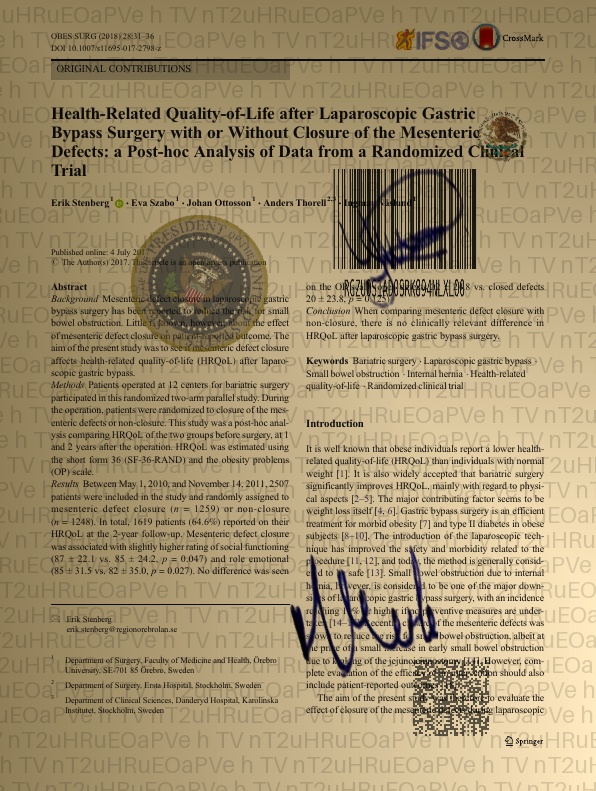 OBES SURG (2018) 28:31–36
DOI 10.1007/s11695-017-2798-z
IFSO
CrossMark
ORIGINAL CONTRIBUTIONS
Health-Related Quality-of-Life after Laparoscopic Gastric
Bypass Surgery with or Without Closure of the Mesenteric
Defects: a Post-hoc Analysis of Data from a Randomized Clinical
Trial
Erik Stenberg 1 · Eva Szabo 1 · Johan Ottosson 1 · Anders Thorell 2,3 ·
Published online: 4 July 2017
© The Author(s) 2017. This article is an open access publication
Abstract
Background Mesenteric defect closure in laparoscopic gastric
bypass surgery has been reported to reduce the risk for small
bowel obstruction. Little is known, however, about the effect
of mesenteric defect closure on patient-reported outcome. The
aim of the present study was to see if mesenteric defect closure
affects health-related quality-of-life (HRQoL) after laparo-
scopic gastric bypass.
Methods Patients operated at 12 centers for bariatric surgery
participated in this randomized two-arm parallel study. During
the operation, patients were randomized to closure of the mes-
enteric defects or non-closure. This study was a post-hoc anal-
ysis comparing HRQoL of the two groups before surgery, at 1
and 2 years after the operation. HRQoL was estimated using
the short form 36 (SF-36-RAND) and the obesity problems
(OP) scale.
Results Between May 1, 2010, and November 14, 2011, 2507
patients were included in the study and randomly assigned to
mesenteric defect closure (n = 1259) or non-closure
(n = 1248). In total, 1619 patients (64.6%) reported on their
HRQoL at the 2-year follow-up. Mesenteric defect closure
was associated with slightly higher rating of social functioning
(87 ± 22.1 vs. 85 ± 24.2, p = 0.047) and role emotional
(85 ± 31.5 vs. 82 ± 35.0, p = 0.027). No difference was seen
on the vs. closed defects
20 ± 23.8, p = 0.125).
Conclusion When comparing mesenteric defect closure with
non-closure, there is no clinically relevant difference in
HRQoL after laparoscopic gastric bypass surgery.
Keywords Bariatric surgery · Laparoscopic gastric bypass ·
Small bowel obstruction · Internal hernia · Health-related
quality-of-life · Randomized clinical trial
Introduction
It is well known that obese individuals report a lower health-
related quality-of-life (HRQoL) than individuals with normal
weight [1]. It is also widely accepted that bariatric surgery
significantly improves HRQoL, mainly with regard to physi-
cal aspects [2–5]. The major contributing factor seems to be
weight loss itself [4, 6]. Gastric bypass surgery is an efficient
treatment for morbid obesity [7] and type II diabetes in obese
subjects [8–10]. The introduction of the laparoscopic tech-
nique has improved the safety and morbidity related to the
procedure [11, 12], and today, the method is generally consid-
ered to be safe [13]. Small bowel obstruction due to internal
hernia, however, is considered to be one of the major down-
sides of laparoscopic gastric bypass surgery, with an incidence
reaching or higher if no preventive measures are under-
taken [14– Recently, of the mesenteric defects was
shown to reduce the risk for small bowel obstruction, albeit at
the price of a small increase in early small bowel obstruction
due to kinking of the jejunojejunostomy However, com-
plete evaluation of the efficacy of an intervention should also
include patient-reported outcome
The aim of the present study was therefore to evaluate the
effect of closure of the mesenteric defects during laparoscopic
Erik Stenberg
erik.stenberg@regionorebrolan.se
1 Department of Surgery, Faculty of Medicine and Health, Örebro
University, SE-701 85 Örebro, Sweden
2 Department of Surgery, Ersta Hospital, Stockholm, Sweden
3 Department of Clinical Sciences, Danderyd Hospital, Karolinska
Institutet, Stockholm, Sweden
Springer